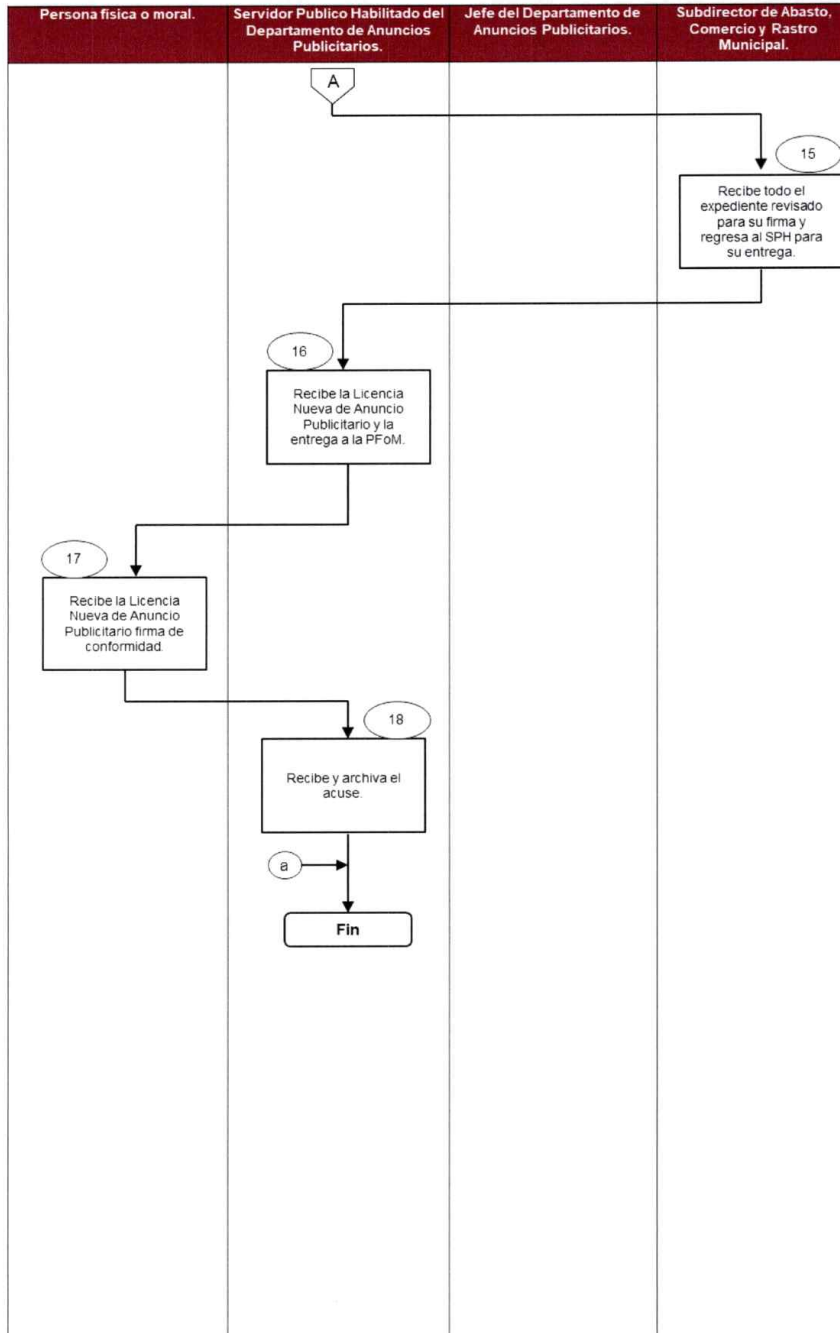 Persona física o moral.
Servidor Publico Habilitado del
Departamento de Anuncios
Publicitarios.
Jefe del Departamento de
Anuncios Publicitarios.
Subdirector de Abasto,
Comercio y Rastro
Municipal.
A
15
Recibe todo el
expediente revisado
para su firma y
regresa al SPH para
su entrega.
16
Recibe la Licencia
Nueva de Anuncio
Publicitario y la
entrega a la PFoM.
17
Recibe la Licencia
Nueva de Anuncio
Publicitario firma de
conformidad.
18
Recibe y archiva el
acuse.
a
Fin